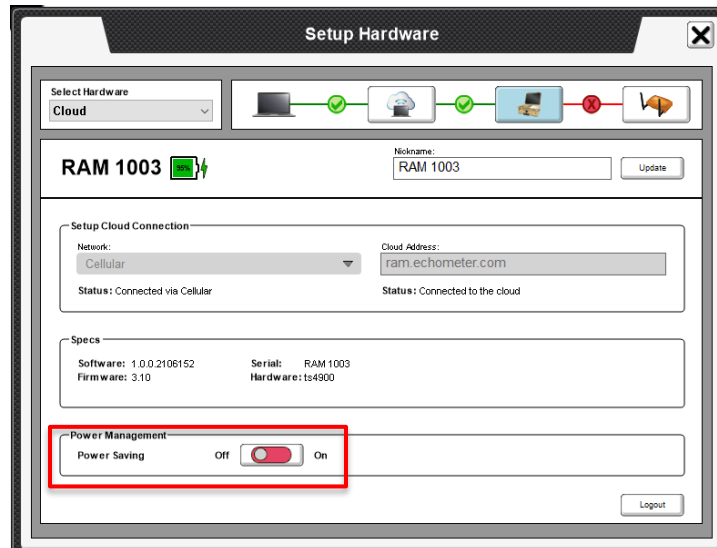 Setup Hardware
Select Hardware
Cloud
RAM 1003
95%
Nickname:
RAM 1003
Update
Setup Cloud Connection
Network:
Cellular
Cloud Address:
ram.echometer.com
Status: Connected via Cellular
Status: Connected to the cloud
Specs
Software: 1.0.0.2106152
Serial: RAM 1003
Firmware: 3.10
Hardware: ts4900
Power Management
Power Saving Off On
Logout